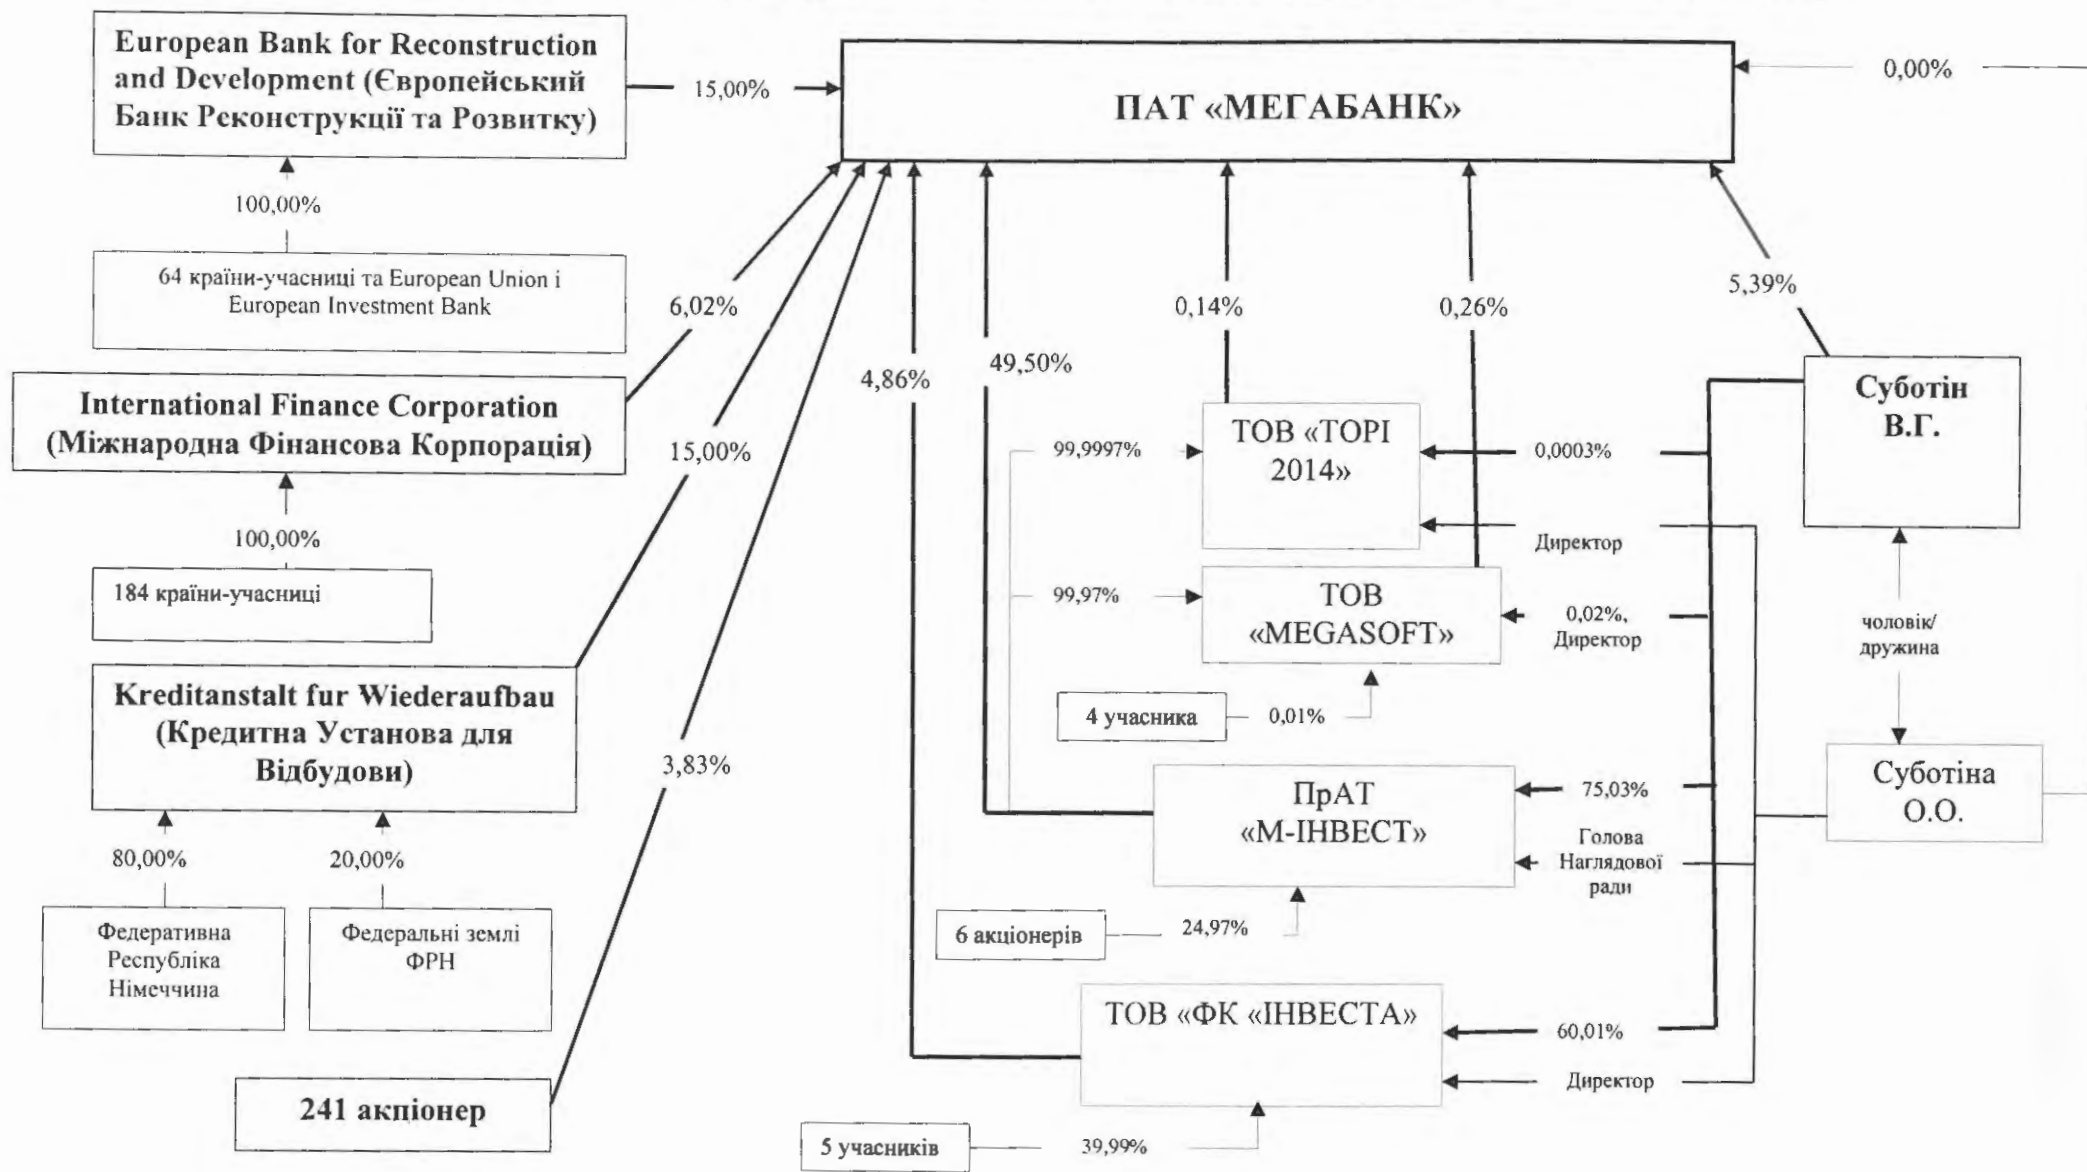 European Bank for Reconstruction
and Development (Європейський
Банк Реконструкції та Розвитку)
15,00%
ПАТ «МЕГАБАНК»
0,00%
100,00%
64 країни-учасниці та European Union і
European Investment Bank
6,02%
4,86%
49,50%
0,14%
0,26%
5,39%
International Finance Corporation
(Міжнародна Фінансова Корпорація)
15,00%
100,00%
184 країни-учасниці
Kreditanstalt fur Wiederaufbau
(Кредитна Установа для
Відбудови)
3,83%
80,00%
20,00%
Федеративна
Республіка
Німеччина
Федеральні землі
ФРН
241 акпіонер
99,9997%
ТОВ «ТОРІ
2014»
0,0003%
Директор
99,97%
ТОВ
«MEGASOFT»
0,02%,
Директор
4 учасника
0,01%
ПрАТ
«М-ІНВЕСТ»
75,03%
Голова
Наглядової
ради
6 акціонерів
24,97%
ТОВ «ФК «ІНВЕСТА»
60,01%
Директор
5 учасників
39,99%
Суботін
В.Г.
чоловік/
дружина
Суботіна
О.О.